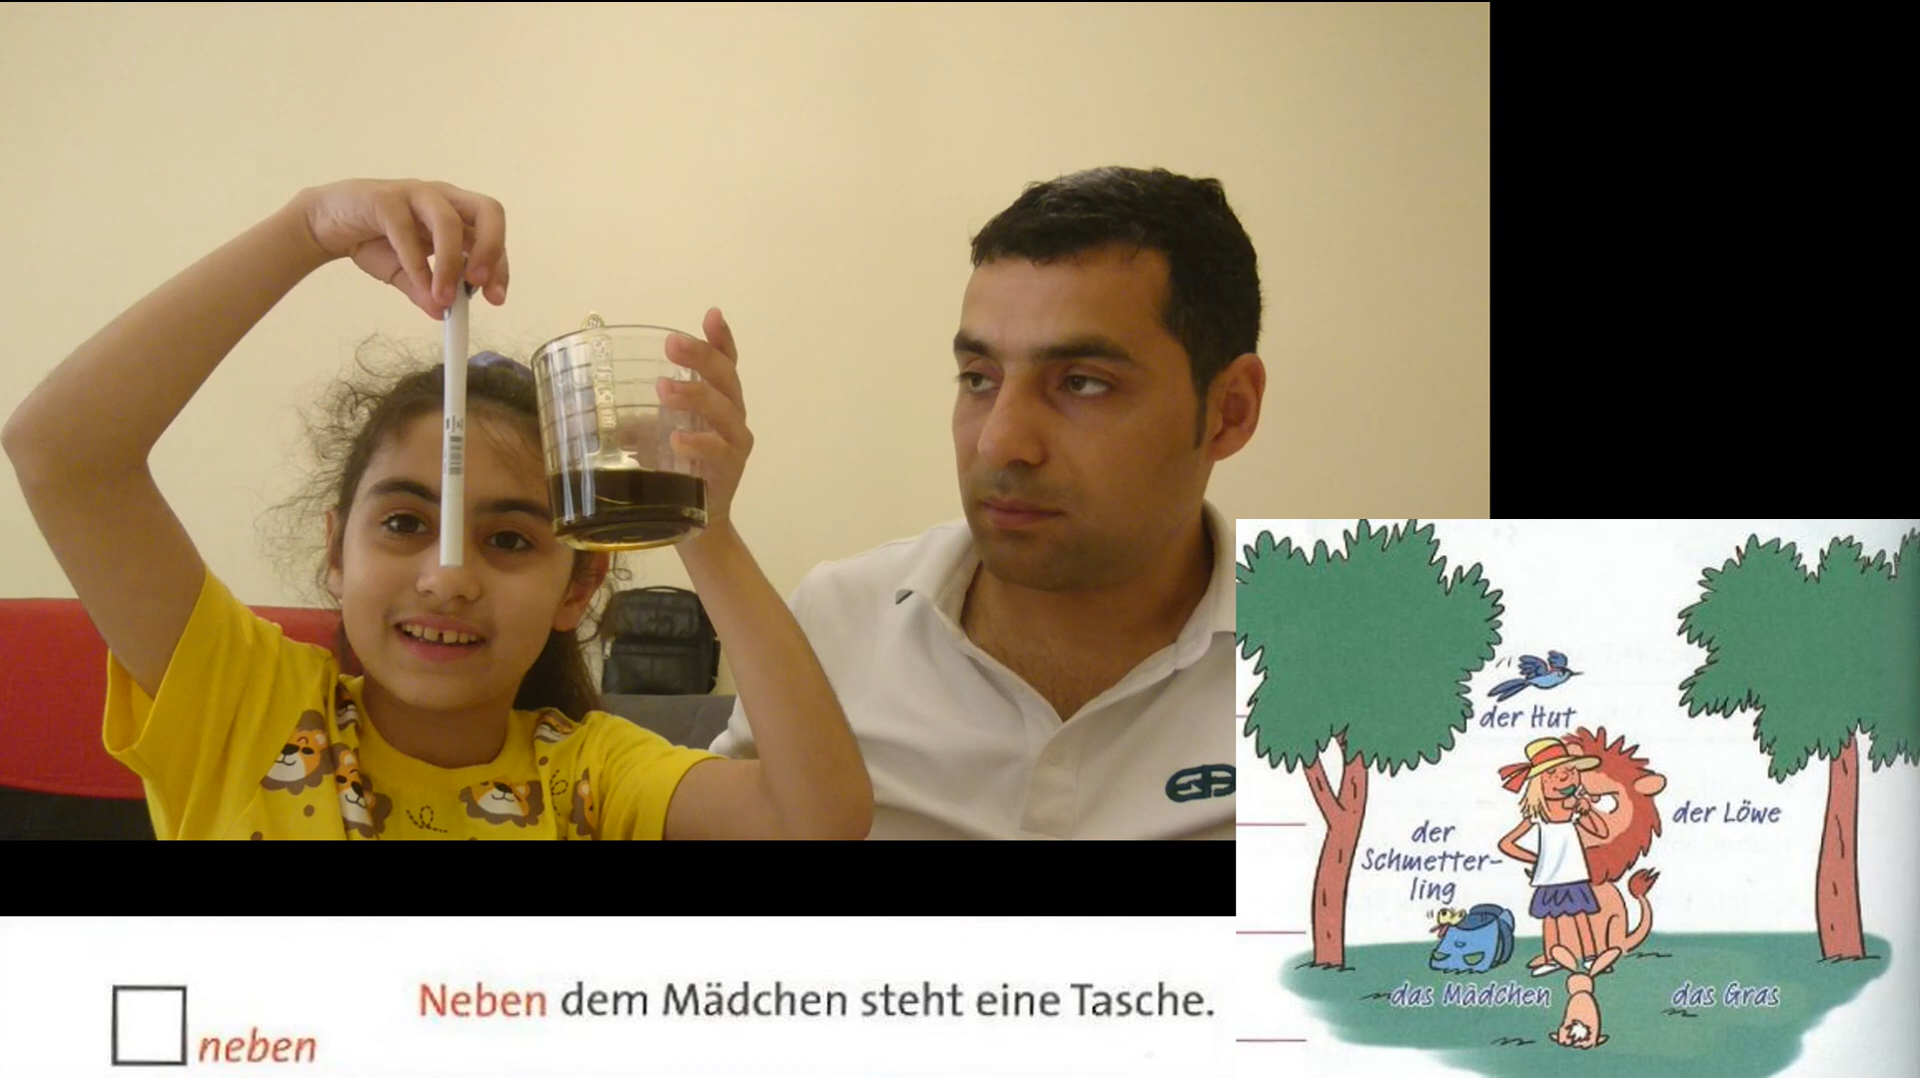 der Hut
der Löwe
der
Schmetter-
ling
das Mädchen
das Gras
neben
Neben dem Mädchen steht eine Tasche.